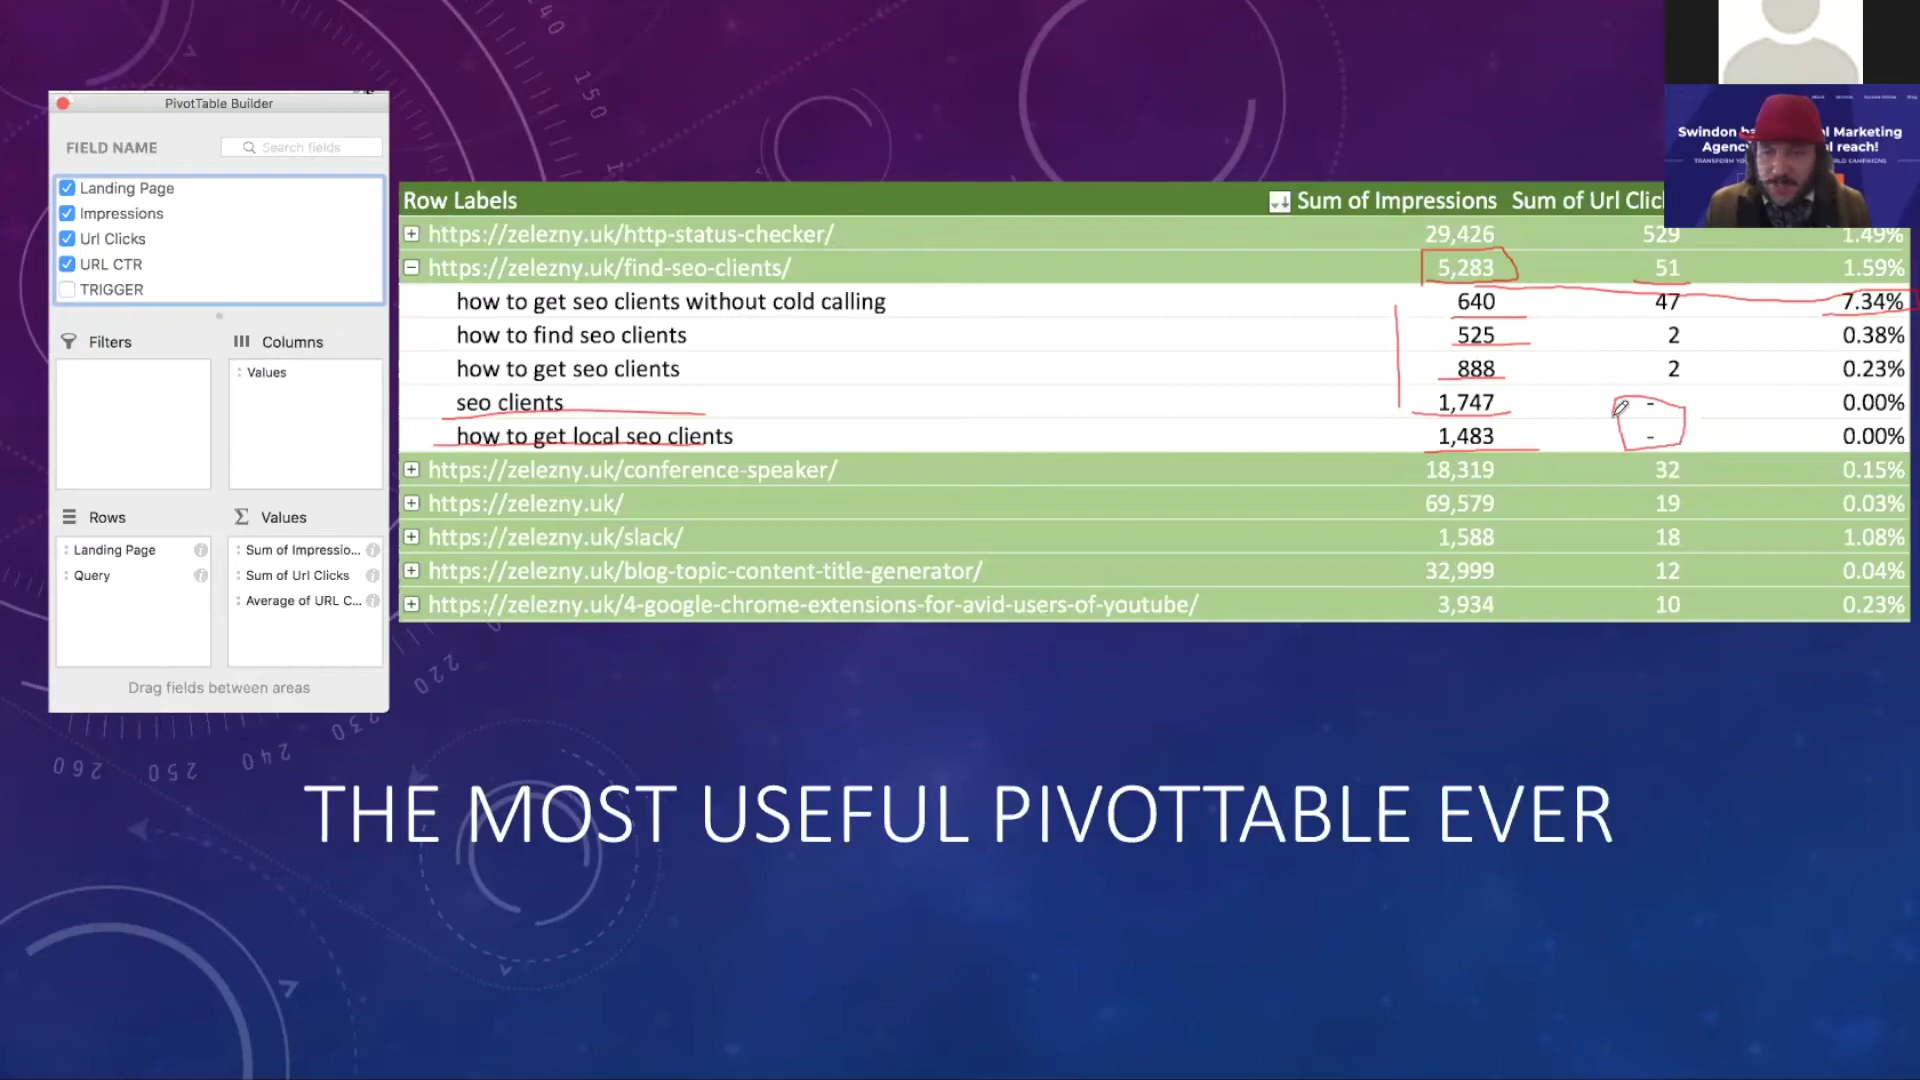 PivotTable Builder
FIELD NAME
Search fields
Landing Page
Impressions
Url Clicks
URL CTR
TRIGGER
Filters
Columns
Values
Rows
Values
Landing Page
Query
Sum of Impressio...
Sum of Url Clicks
Average of URL C...
Drag fields between areas
Row Labels Sum of Impressions Sum of Url Clic
https://zelezny.uk/http-status-checker/ 29,426 529 1.49%
https://zelezny.uk/find-seo-clients/ 5,283 51 1.59%
how to get seo clients without cold calling 640 47 7.34%
how to find seo clients 525 2 0.38%
how to get seo clients 888 2 0.23%
seo clients 1,747 - 0.00%
how to get local seo clients 1,483 - 0.00%
https://zelezny.uk/conference-speaker/ 18,319 32 0.15%
https://zelezny.uk/ 69,579 19 0.03%
https://zelezny.uk/slack/ 1,588 18 1.08%
https://zelezny.uk/blog-topic-content-title-generator/ 32,999 12 0.04%
https://zelezny.uk/4-google-chrome-extensions-for-avid-users-of-youtube/ 3,934 10 0.23%
Swindon l Marketing
Agency l reach!
240
150
220
230
240
250
260
THE MOST USEFUL PIVOTTABLE EVER